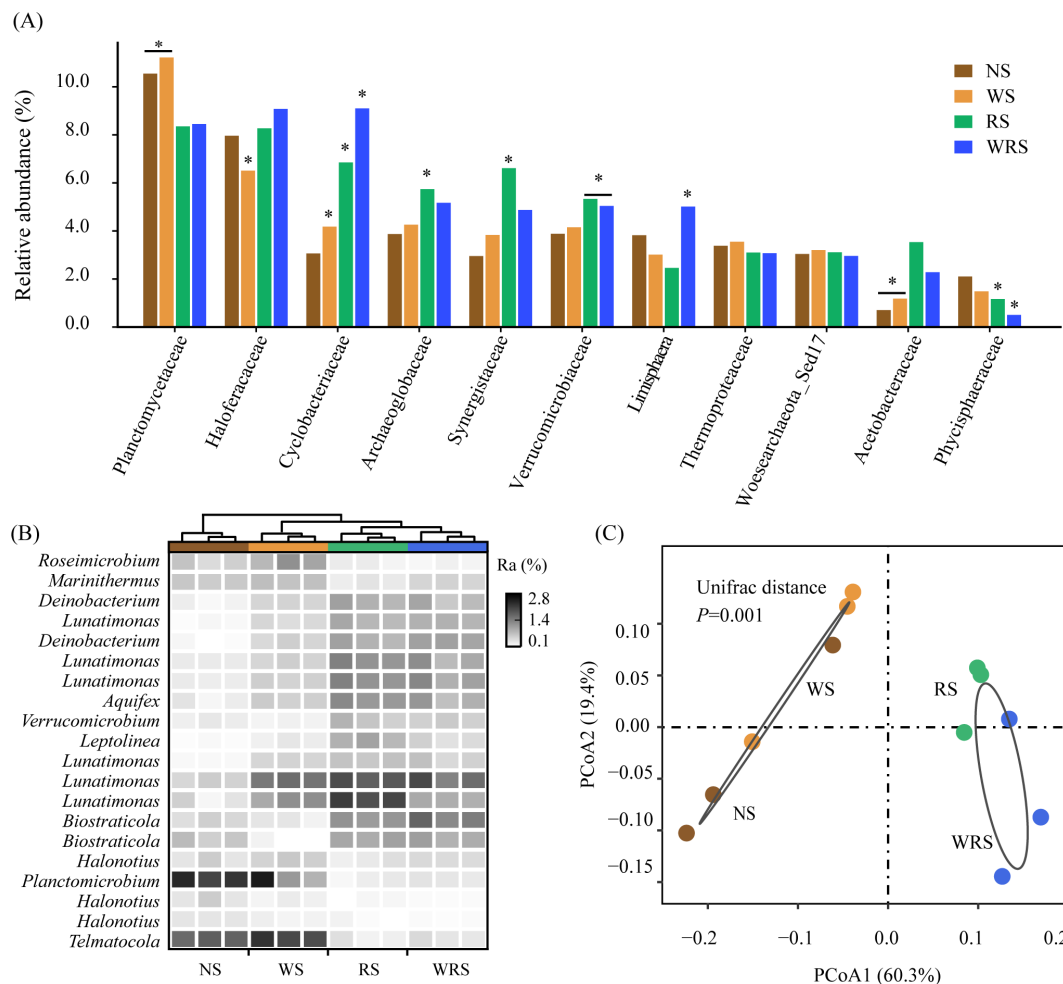 (A)
Relative abundance (%)
10.0
8.0
6.0
4.0
2.0
0.0
* * * * * * * * * * * *
NS
WS
RS
WRS
Planctomycetaceae
Haloferacaceae
Cyclobacteriaceae
Archaeoglobaceae
Synergistaceae
Verrucomicrobiaceae
Limisphaera
Thermoproteaceae
Woesearchaeota_Sed17
Acetobacteraceae
Phycisphaeraceae
(B)
Roseimicrobium
Marinithermus
Deinobacterium
Lunatimonas
Deinobacterium
Lunatimonas
Lunatimonas
Aquifex
Verrucomicrobium
Leptolinea
Lunatimonas
Lunatimonas
Lunatimonas
Biostraticola
Biostraticola
Halonotius
Planctomicrobium
Halonotius
Halonotius
Telmatocola
NS WS RS WRS
Ra (%)
2.8
1.4
0.1
(C)
Unifrac distance
P=0.001
PCoA2 (19.4%)
0.10
0.05
0.00
−0.05
−0.10
−0.15
WS
NS
RS
WRS
−0.2 −0.1 0.0 0.1 0.2
PCoA1 (60.3%)